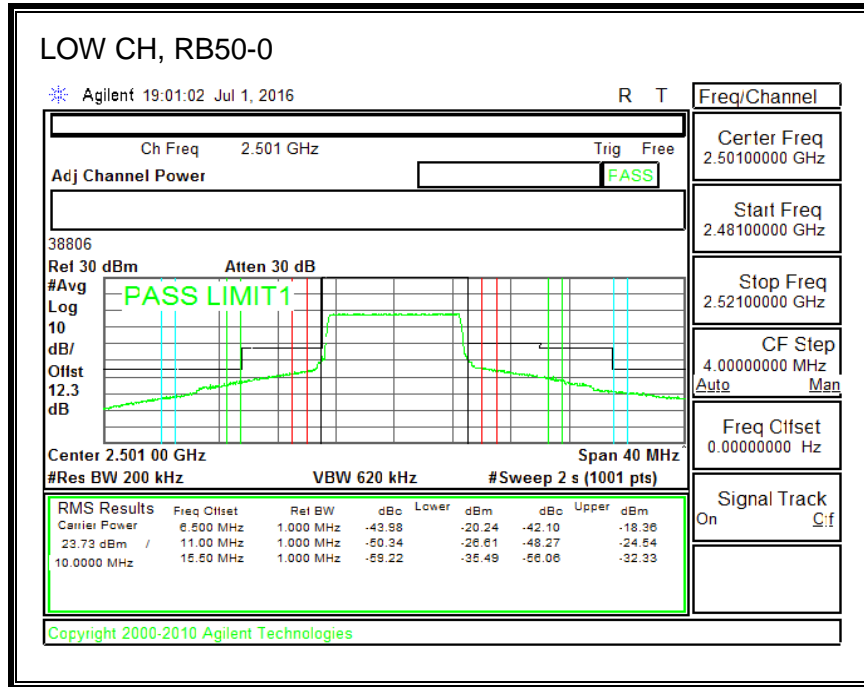 LOW CH, RB50-0
Agilent 19:01:02 Jul 1, 2016 R T
Freq/Channel
Ch Freq 2.501 GHz Trig Free
Adj Channel Power PASS
Center Freq
2.50100000 GHz
Start Freq
2.48100000 GHz
Stop Freq
2.52100000 GHz
CF Step
4.00000000 MHz
Auto Man
Freq Offset
0.00000000 Hz
Signal Track
On Off
38806
Ref 30 dBm Atten 30 dB
#Avg
Log
10
dB/
Offst
12.3
dB
PASS LIMIT1
Center 2.501 00 GHz Span 40 MHz
#Res BW 200 kHz VBW 620 kHz #Sweep 2 s (1001 pts)
RMS Results Freq Offset Ref BW dBc Lower dBm dBc Upper dBm
Carrier Power 6.500 MHz 1.000 MHz -43.98 -20.24 -42.10 -18.36
23.73 dBm / 11.00 MHz 1.000 MHz -50.34 -26.61 -48.27 -24.54
10.0000 MHz 15.50 MHz 1.000 MHz -59.22 -35.49 -56.06 -32.33
Copyright 2000-2010 Agilent Technologies